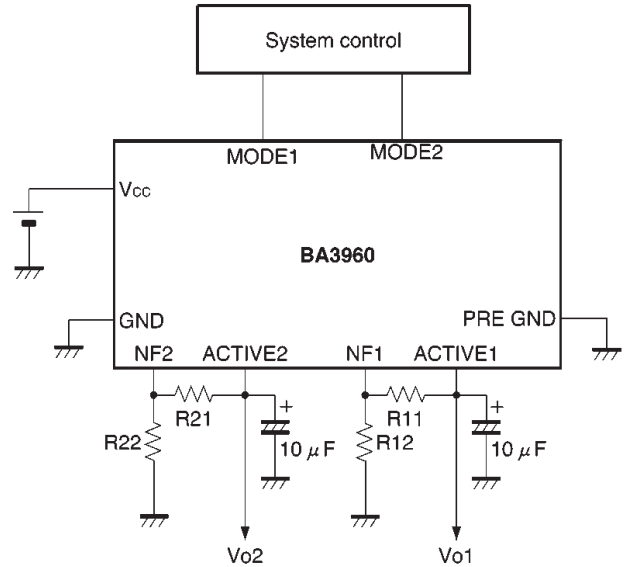 System control
MODE1 MODE2
Vcc
BA3960
GND PRE GND
NF2 ACTIVE2 NF1 ACTIVE1
R21 + R11 +
R22 10 μF R12 10 μF
Vo2 Vo1